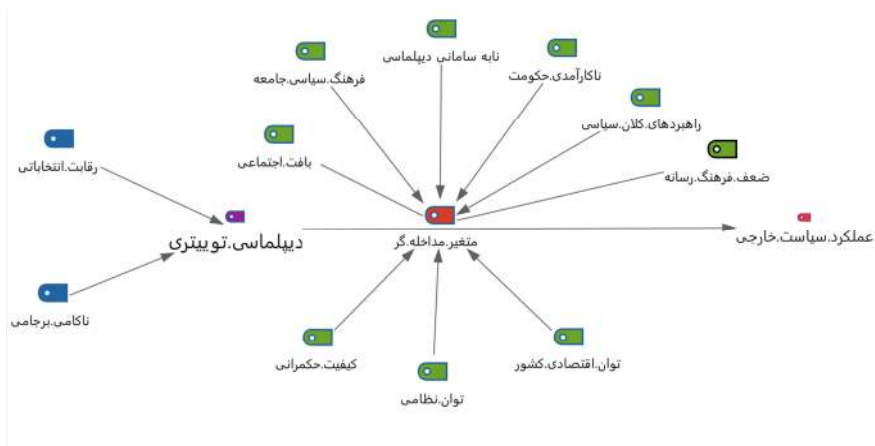 نابه سامانی دیپلماسی
ناکارآمدی.حکومت
فرهنگ.سیاسی.جامعه
راهبردهای.کلان.سیاسی
رقابت.انتخاباتی
بافت.اجتماعی
ضعف.فرهنگ.رسانه
عملکرد.سیاست.خارجی
متغیر.مداخله.گر
دیپلماسی.توییتری
ناکامی.برجامی
توان.اقتصادی.کشور
کیفیت.حکمرانی
توان.نظامی